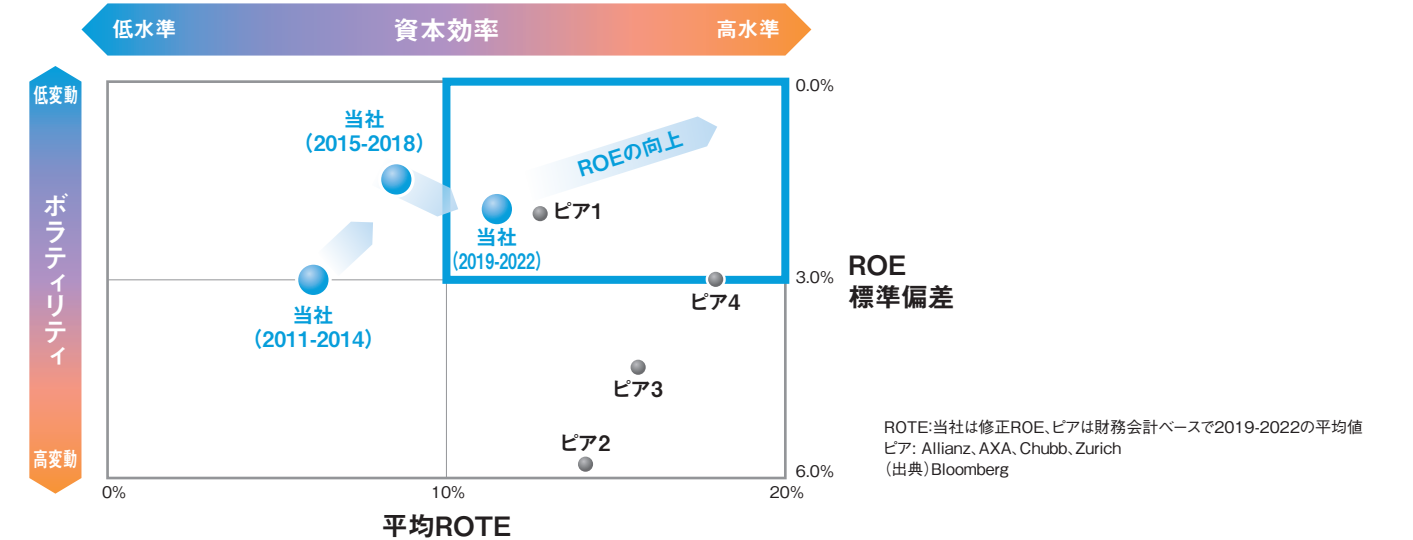 低水準 資本効率 高水準
低変動
ボラティリティ
高変動
0.0%
3.0%
6.0%
ROE
標準偏差
当社
（2015-2018）
ROEの向上
ピア1
当社
（2019-2022）
ピア4
当社
（2011-2014）
ピア3
ピア2
0% 10% 20%
平均ROTE
ROTE:当社は修正ROE、ピアは財務会計ベースで2019-2022の平均値
ピア: Allianz、AXA、Chubb、Zurich
（出典）Bloomberg